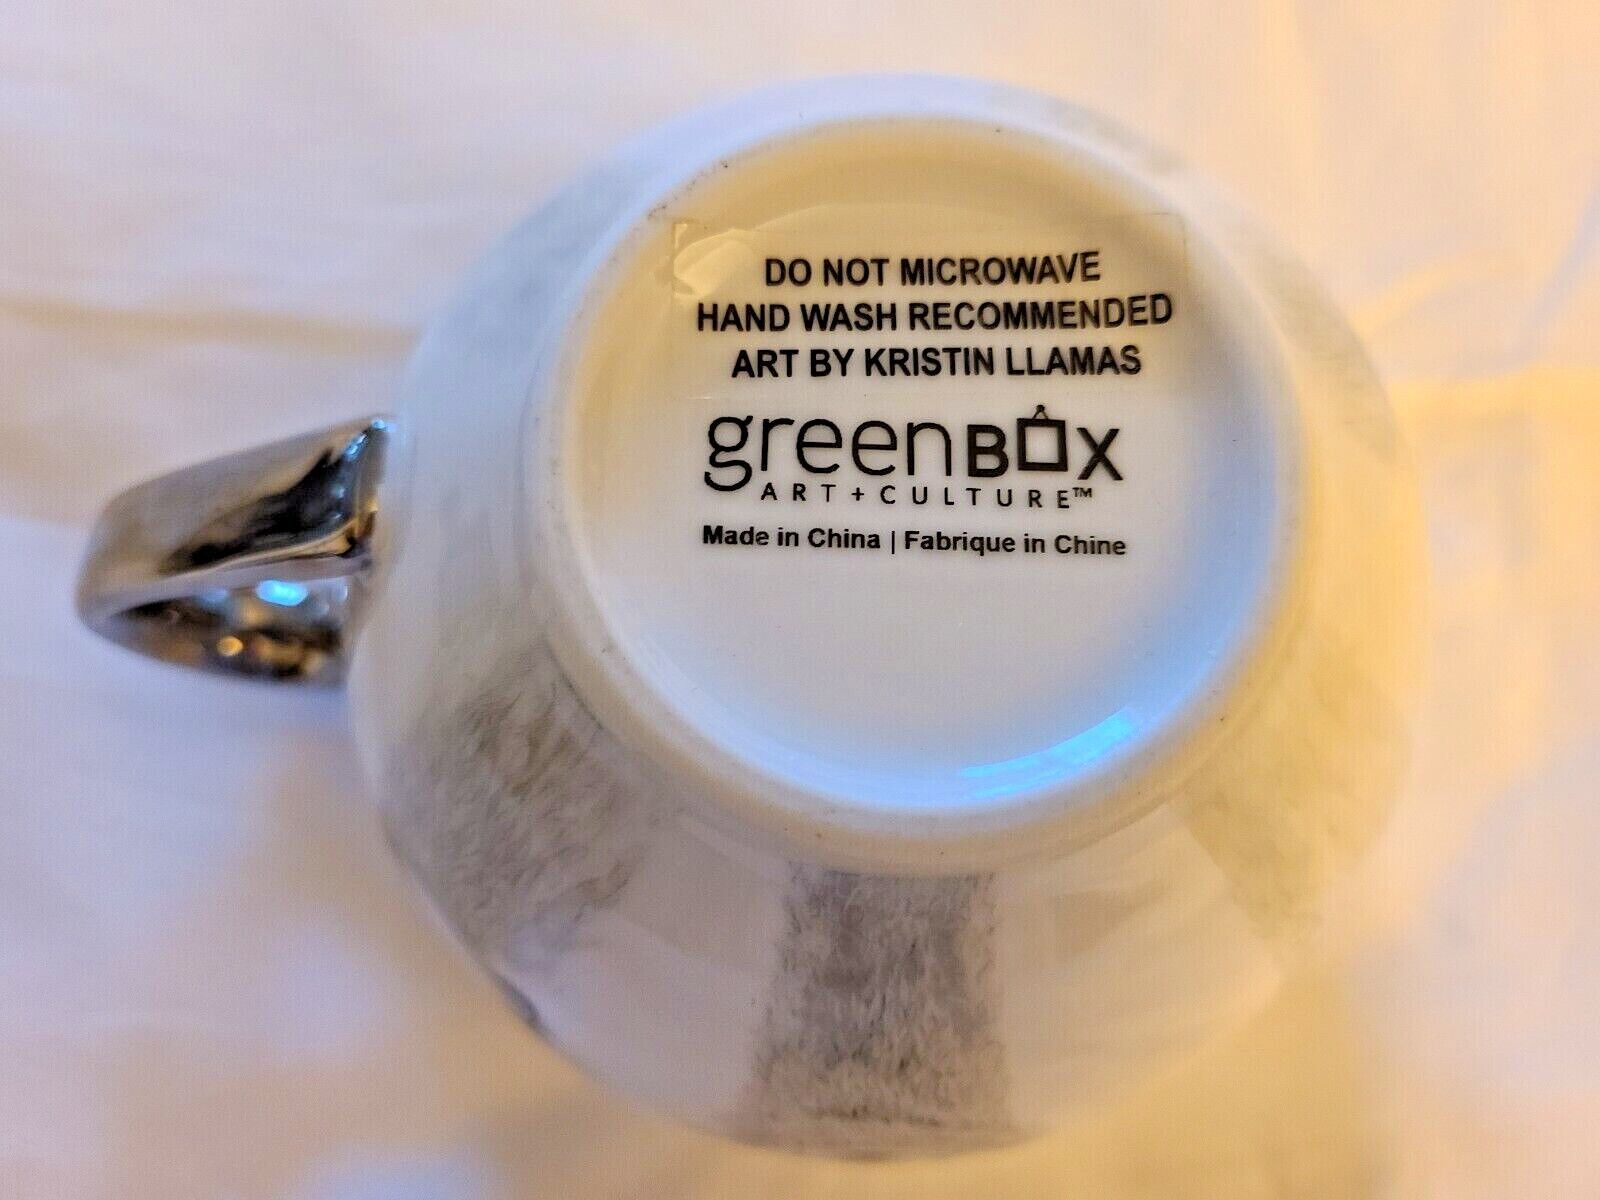 DO NOT MICROWAVE
HAND WASH RECOMMENDED
ART BY KRISTIN LLAMAS
greenBOX
ART+CULTURE™
Made in China | Fabrique in Chine